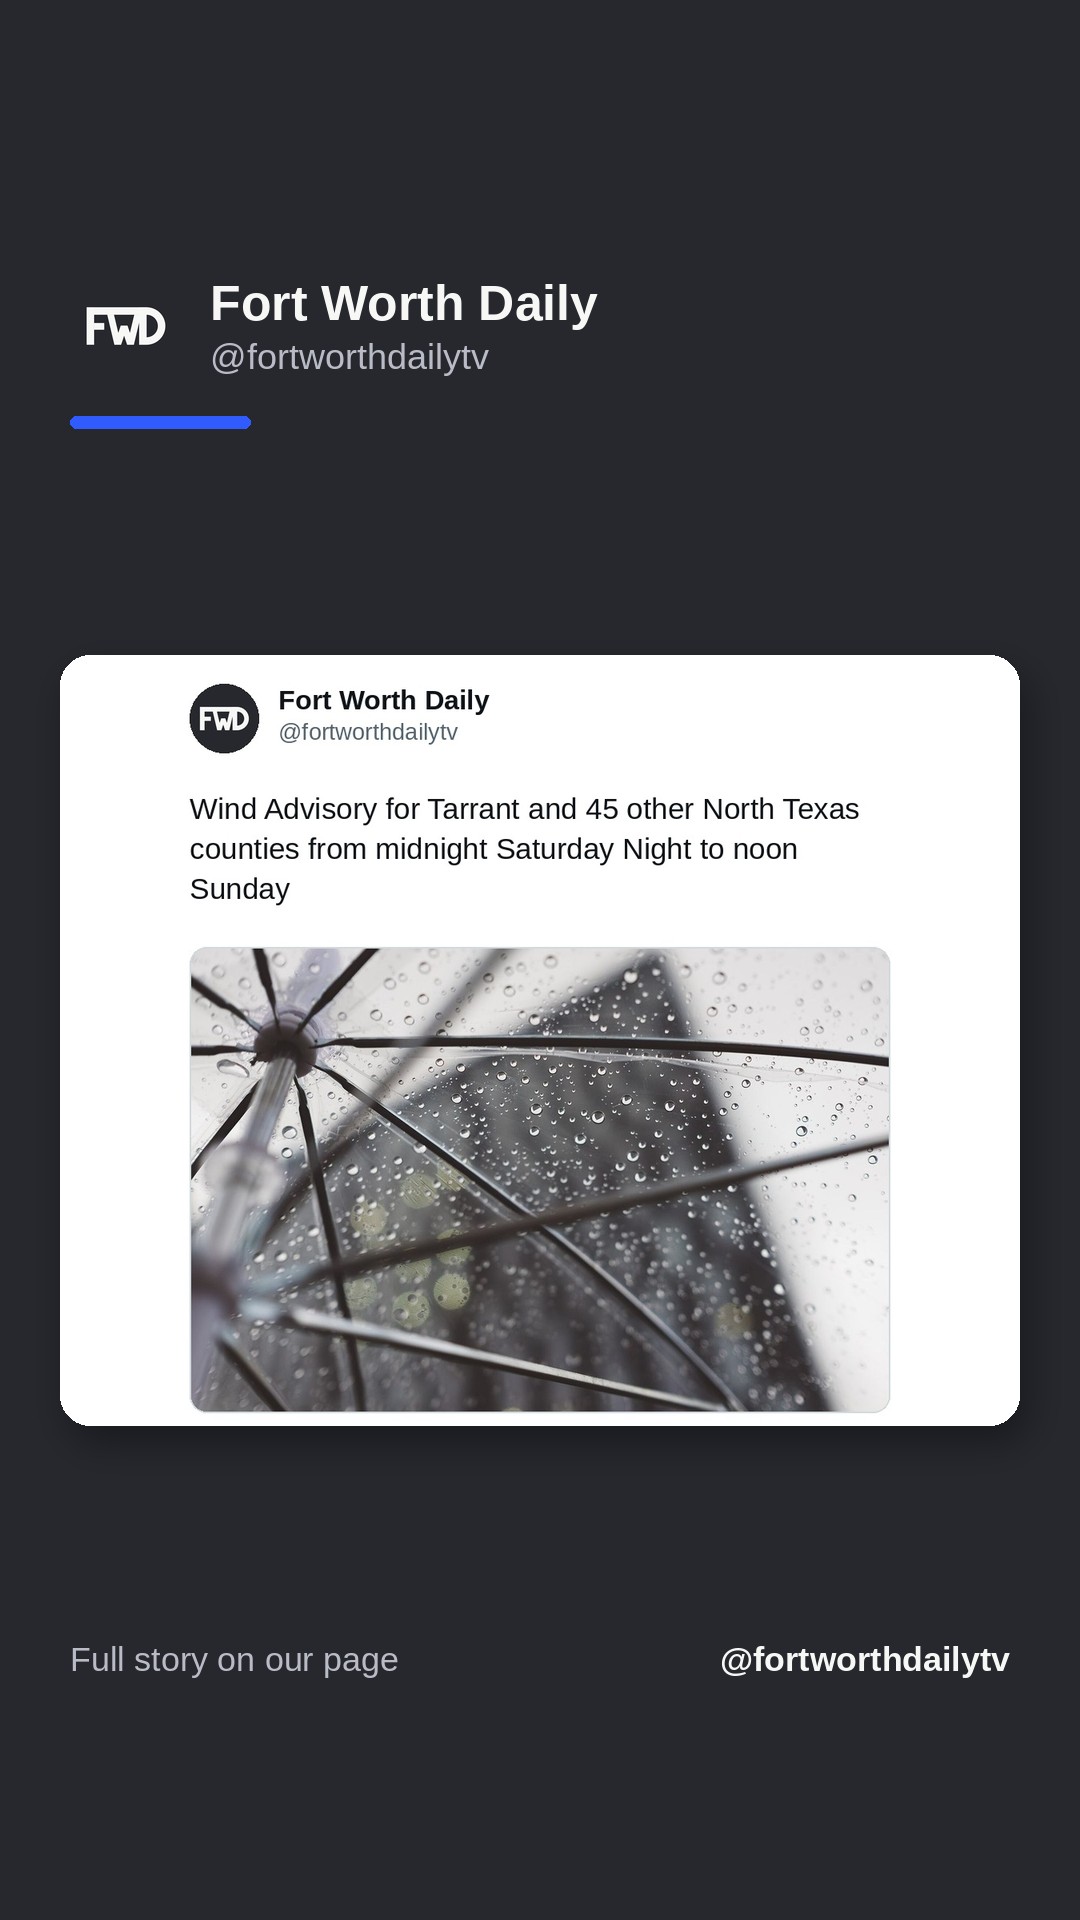 FWD
Fort Worth Daily
@fortworthdailytv
FWD
Fort Worth Daily
@fortworthdailytv
Wind Advisory for Tarrant and 45 other North Texas
counties from midnight Saturday Night to noon
Sunday
Full story on our page
@fortworthdailytv